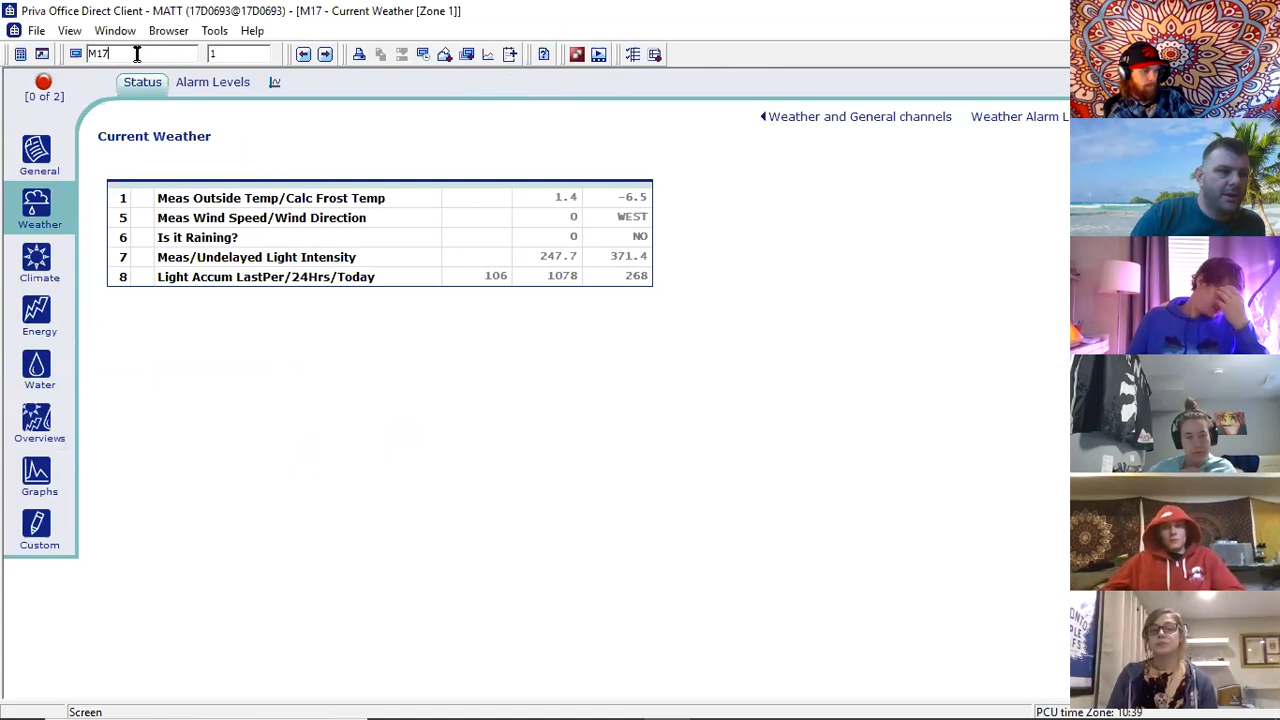 Priva Office Direct Client - MATT (17D0693@17D0693) - [M17 - Current Weather [Zone 1]]
File View Window Browser Tools Help
M17 1
[0 of 2]
Status Alarm Levels
Weather and General channels Weather Alarm L
Current Weather
General
Weather
Climate
Energy
Water
Overviews
Graphs
Custom
1 Meas Outside Temp/Calc Frost Temp 1.4 -6.5
5 Meas Wind Speed/Wind Direction 0 WEST
6 Is it Raining? 0 NO
7 Meas/Undelayed Light Intensity 247.7 371.4
8 Light Accum LastPer/24Hrs/Today 106 1078 268
Screen
PCU time Zone: 10:39